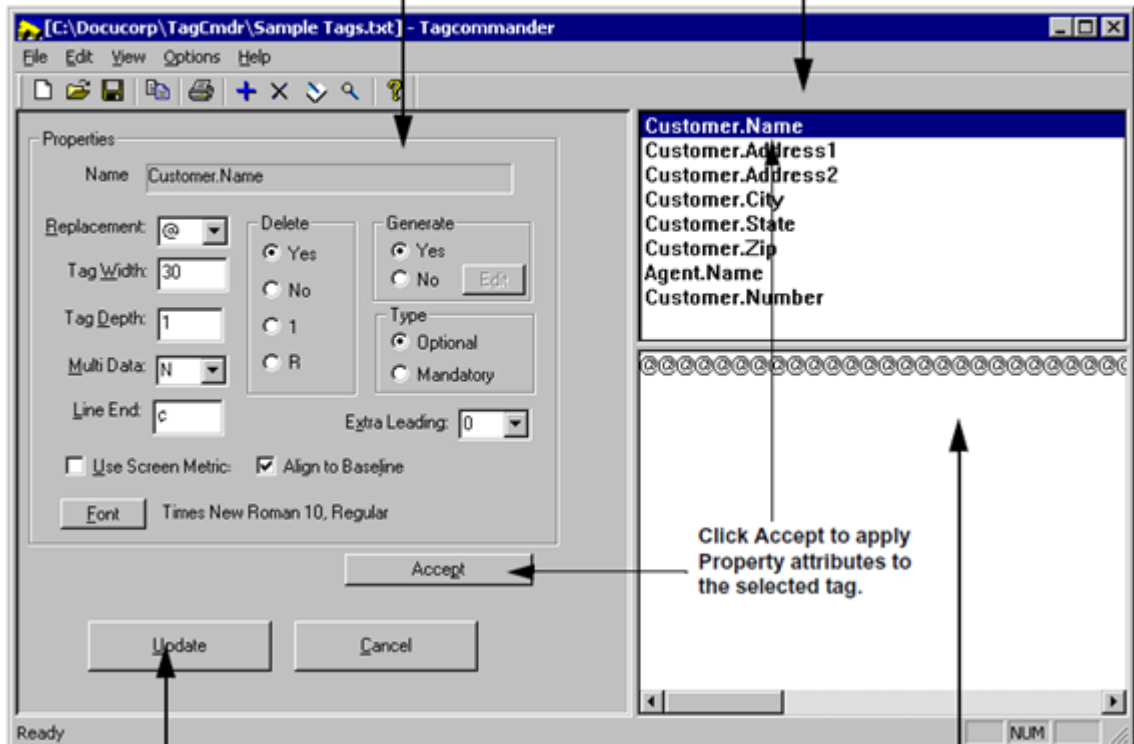 [C:\Docucorp\TagCmdr\Sample Tags.txt] - Tagcommander
File Edit View Options Help
Properties
Name Customer.Name
Replacement: @
Tag Width: 30
Tag Depth: 1
Multi Data: N
Line End: c
Delete
Yes
No
1
R
Generate
Yes
No Edit
Type
Optional
Mandatory
Extra Leading: 0
Use Screen Metric: Align to Baseline
Font Times New Roman 10, Regular
Accept
Update Cancel
Customer.Name
Customer.Address1
Customer.Address2
Customer.City
Customer.State
Customer.Zip
Agent.Name
Customer.Number
@@@@@@@@@@@@@@@@@@@@@@@@@@@
Click Accept to apply
Property attributes to
the selected tag.
Ready NUM